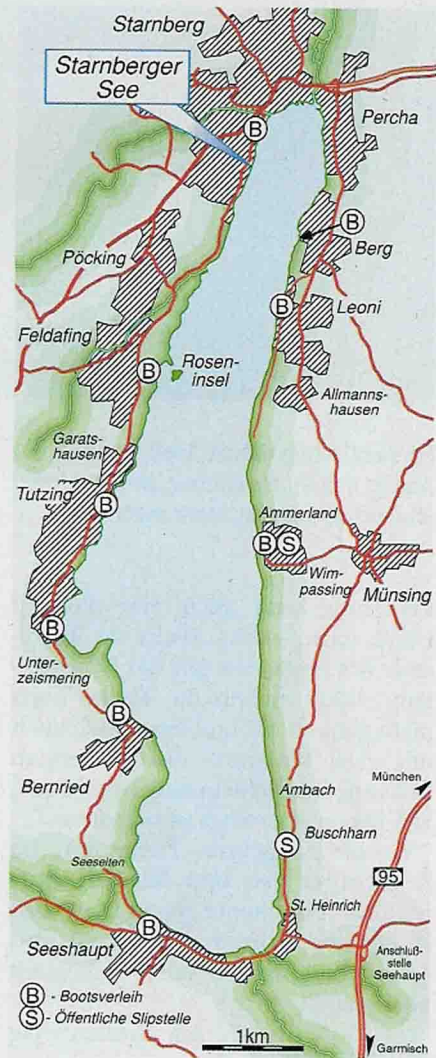 Starnberg
Starnberger
See
Percha
B
B
Berg
Pöcking
B
Leoni
Feldafing
B
Rosen-
insel
Allmanns-
hausen
Garats-
hausen
Tutzing
B
Ammerland
B S
Wim-
passing
Münsing
B
Unter-
zeismering
B
Bernried
München
Ambach
Buschharn
S
95
Seeseiten
St. Heinrich
B
Seeshaupt
Anschluß-
stelle
Seehaupt
B - Bootsverleih
S - Öffentliche Slipstelle
1km
Garmisch